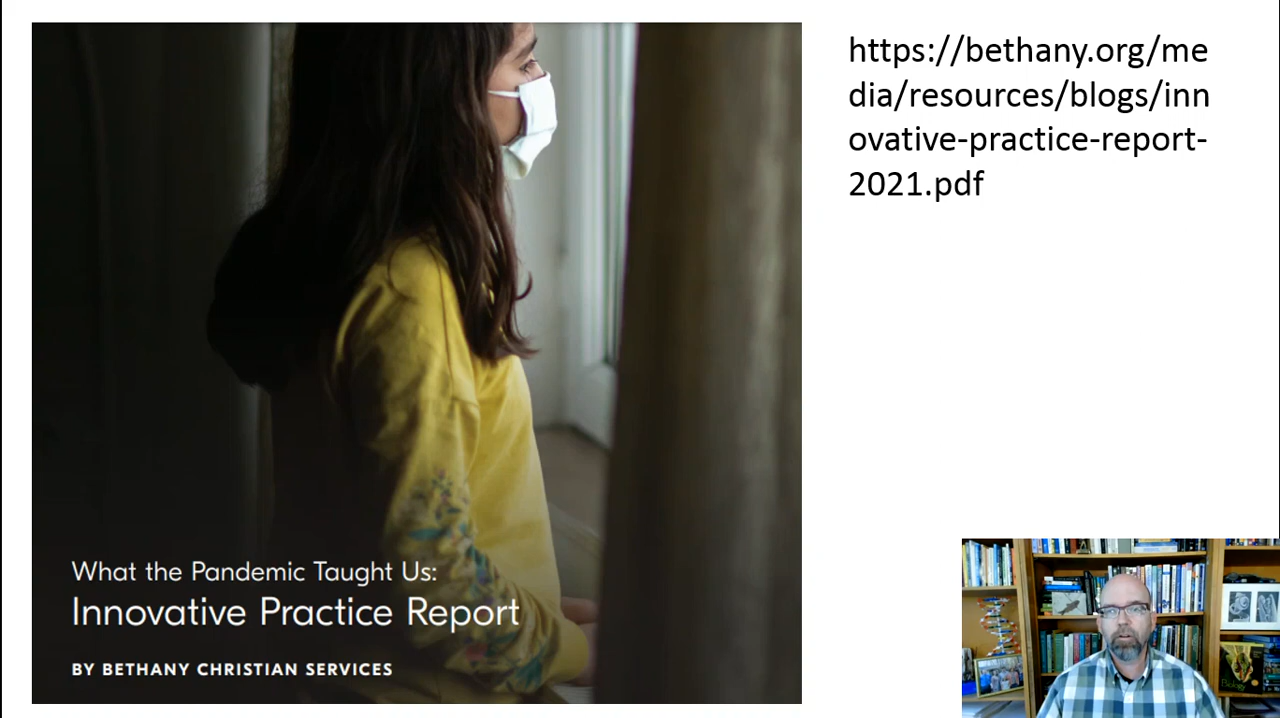 https://bethany.org/me
dia/resources/blogs/inn
ovative-practice-report-
2021.pdf
What the Pandemic Taught Us:
Innovative Practice Report
BY BETHANY CHRISTIAN SERVICES
Biology